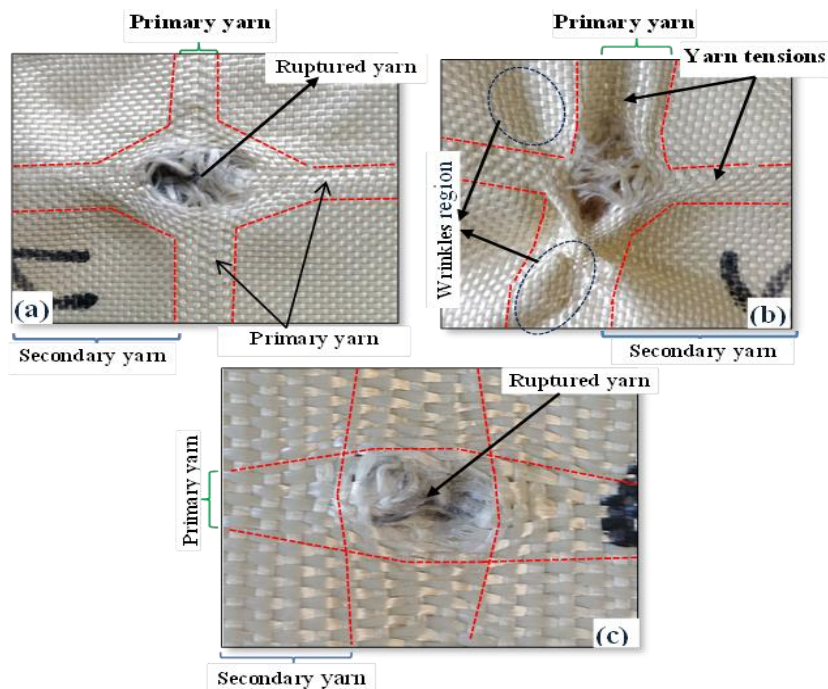 Primary yarn
Ruptured yarn
(a)
Primary yarn
Secondary yarn
Primary yarn
Yarn tensions
Wrinkles region
(b)
Secondary yarn
Ruptured yarn
Primary yarn
(c)
Secondary yarn